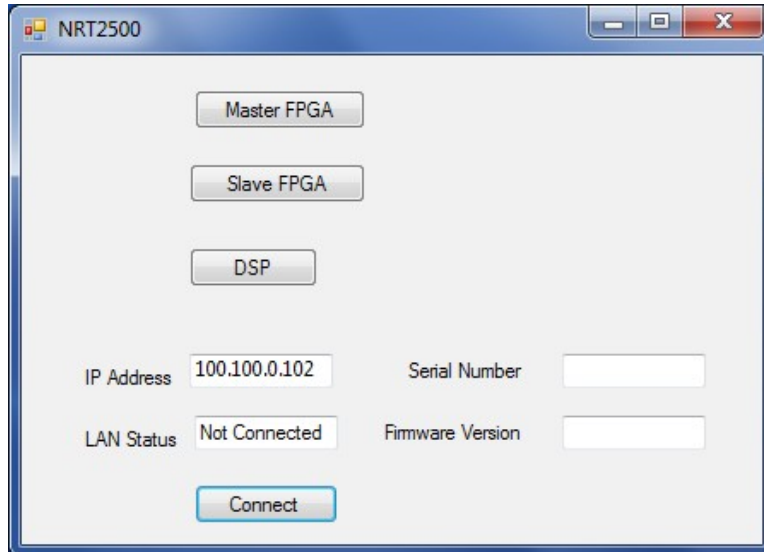 NRT2500
Master FPGA
Slave FPGA
DSP
IP Address 100.100.0.102 Serial Number
LAN Status Not Connected Firmware Version
Connect